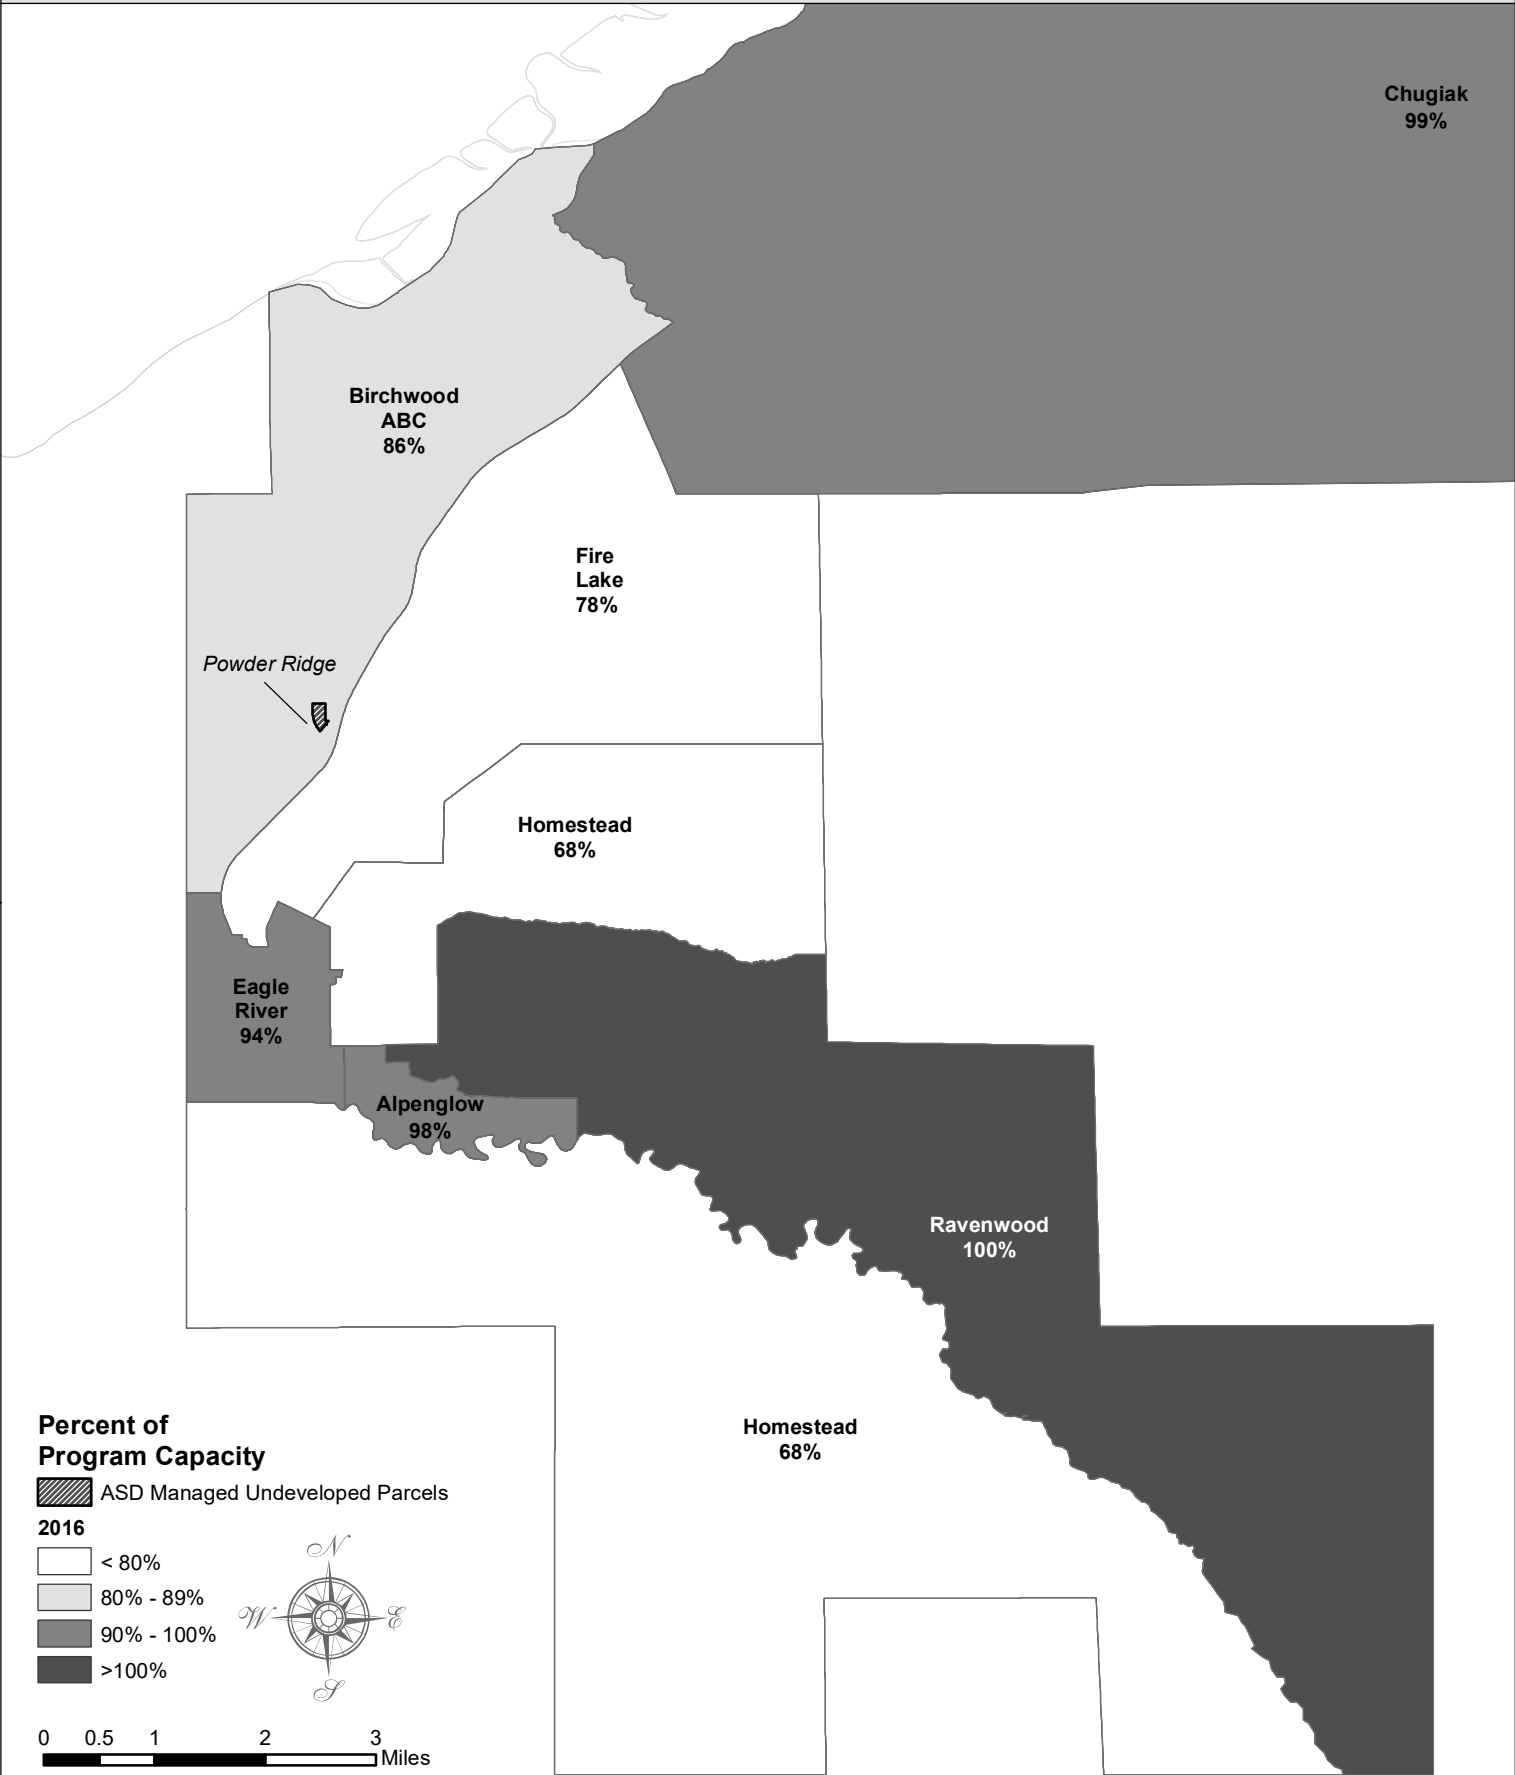 Chugiak
99%
Birchwood
ABC
86%
Fire
Lake
78%
Powder Ridge
Homestead
68%
Eagle
River
94%
Alpenglow
98%
Ravenwood
100%
Homestead
68%
Percent of
Program Capacity
ASD Managed Undeveloped Parcels
2016
< 80%
80% - 89%
90% - 100%
>100%
N
W
E
S
0 0.5 1 2 3
Miles